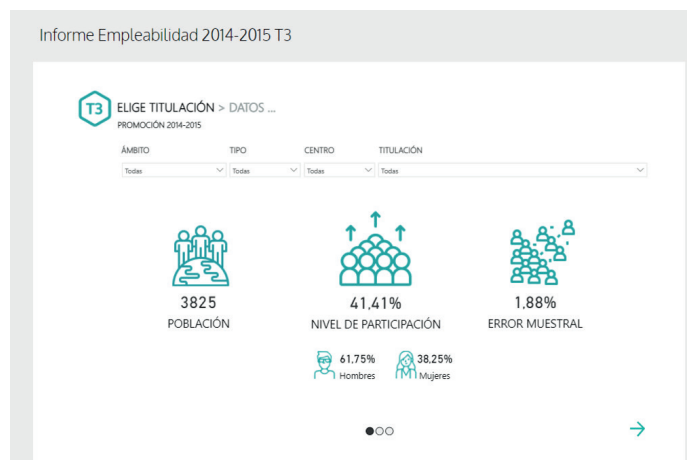 Informe Empleabilidad 2014-2015 T3
T3
ELIGE TITULACIÓN > DATOS ...
PROMOCIÓN 2014-2015
ÁMBITO TIPO CENTRO TITULACIÓN
Todas Todas Todas Todas
3825 41,41% 1,88%
POBLACIÓN NIVEL DE PARTICIPACIÓN ERROR MUESTRAL
61,75% 38,25%
Hombres Mujeres